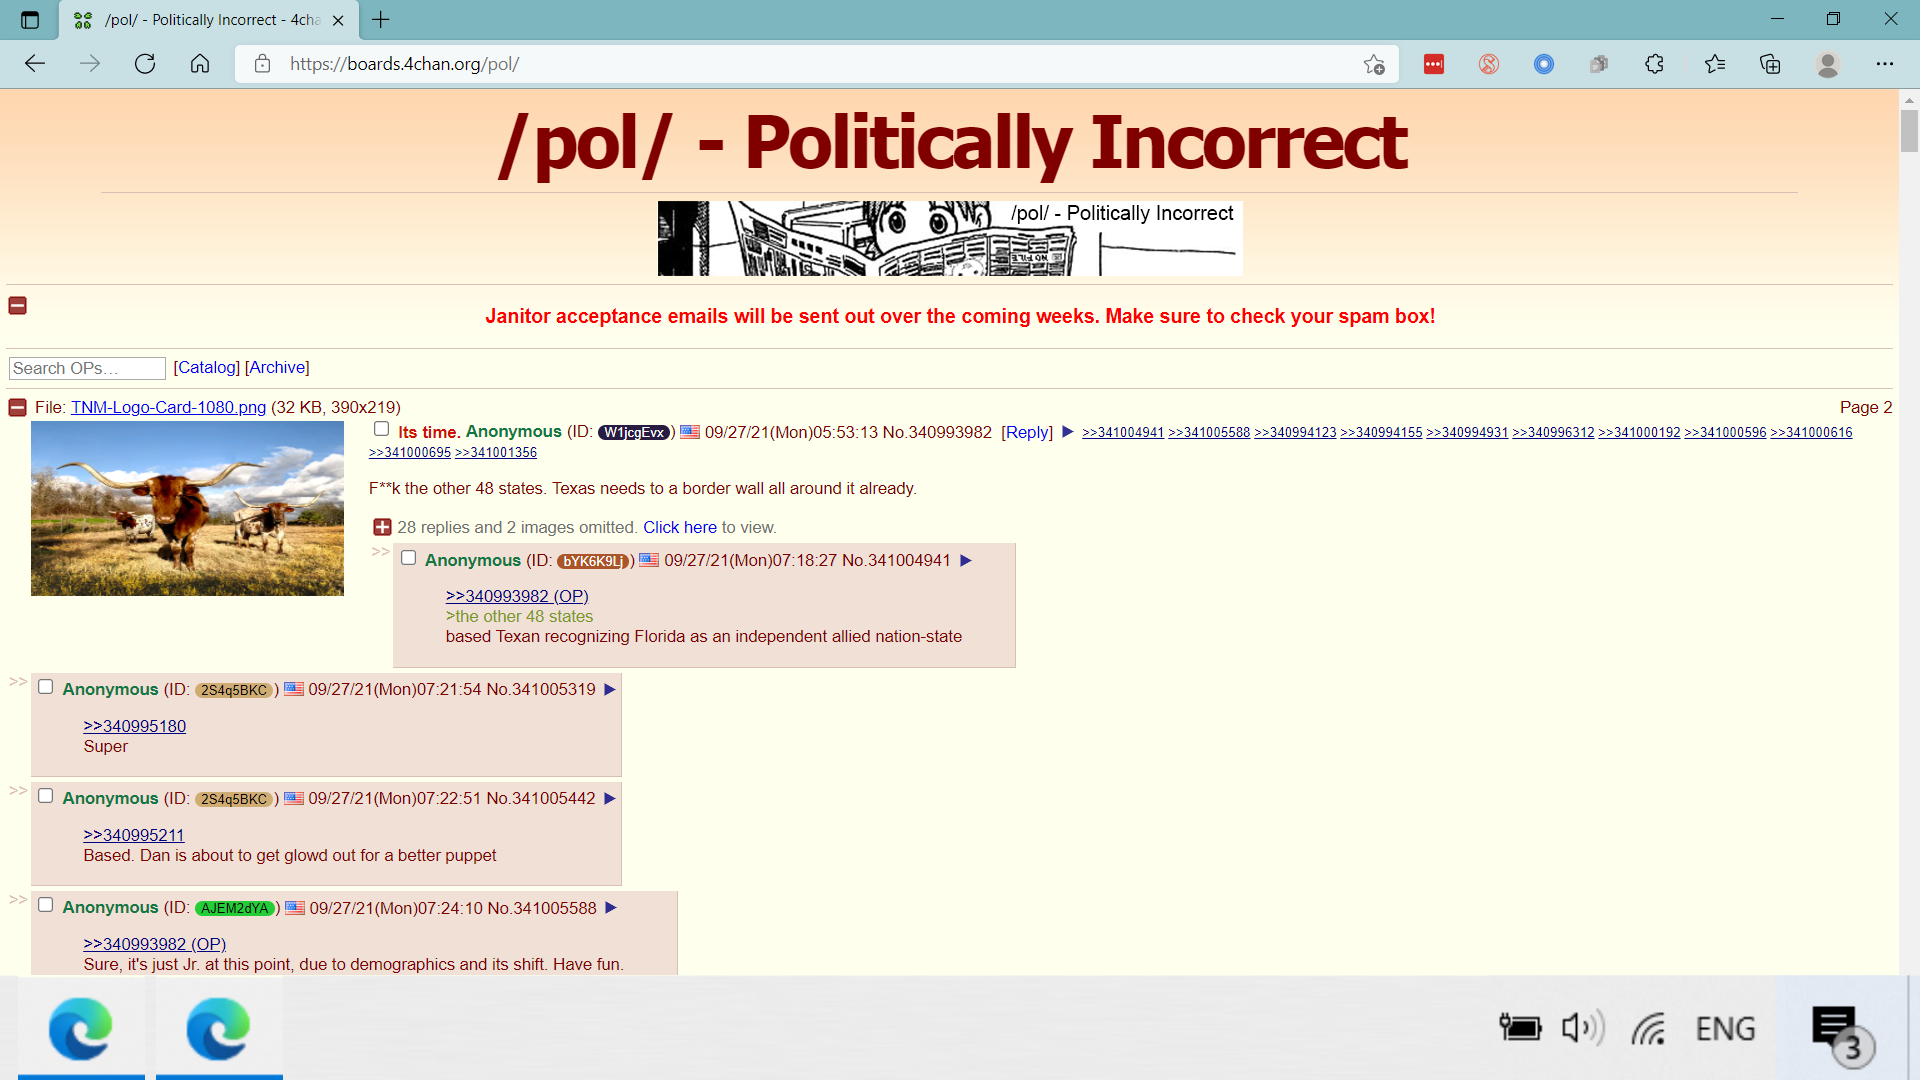 /pol/ - Politically Incorrect - 4cha
https://boards.4chan.org/pol/
/pol/ - Politically Incorrect
/pol/ - Politically Incorrect
NO FILE
Janitor acceptance emails will be sent out over the coming weeks. Make sure to check your spam box!
Search OPs… [Catalog] [Archive]
File: TNM-Logo-Card-1080.png (32 KB, 390x219) Page 2
Its time. Anonymous (ID: W1jcgEvx) 09/27/21(Mon)05:53:13 No.340993982 [Reply] ▶ >>341004941 >>341005588 >>340994123 >>340994155 >>340994931 >>340996312 >>341000192 >>341000596 >>341000616
>>341000695 >>341001356
F**k the other 48 states. Texas needs to a border wall all around it already.
28 replies and 2 images omitted. Click here to view.
>> Anonymous (ID: bYK6K9Lj) 09/27/21(Mon)07:18:27 No.341004941 ▶
>>340993982 (OP)
>the other 48 states
based Texan recognizing Florida as an independent allied nation-state
>> Anonymous (ID: 2S4q5BKC) 09/27/21(Mon)07:21:54 No.341005319 ▶
>>340995180
Super
>> Anonymous (ID: 2S4q5BKC) 09/27/21(Mon)07:22:51 No.341005442 ▶
>>340995211
Based. Dan is about to get glowd out for a better puppet
>> Anonymous (ID: AJEM2dYA) 09/27/21(Mon)07:24:10 No.341005588 ▶
>>340993982 (OP)
Sure, it's just Jr. at this point, due to demographics and its shift. Have fun.
ENG
3